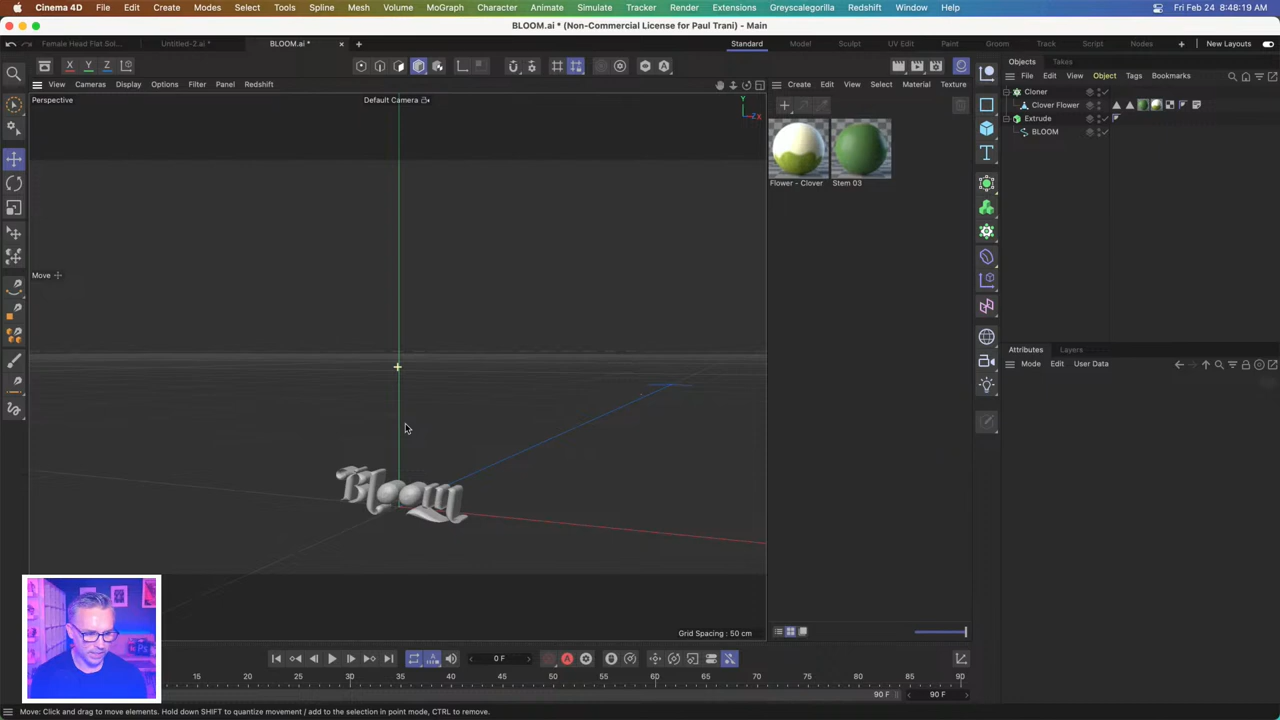 Cinema 4D File Edit Create Modes Select Tools Spline Mesh Volume MoGraph Character Animate Simulate Tracker Render Extensions Greyscalegorilla Redshift Window Help Fri Feb 24 8:48:19 AM
BLOOM.ai * (Non-Commercial License for Paul Trani) - Main
Female Head Flat Sol... Untitled-2.ai * BLOOM.ai * Standard Model Sculpt UV Edit Paint Groom Track Script Nodes New Layouts
Objects Takes
X Y Z
File Edit View Object Tags Bookmarks
View Cameras Display Options Filter Panel Redshift Create Edit View Select Material Texture
Perspective Default Camera
Y
ZX
Cloner
Clover Flower
Extrude
BLOOM
Flower - Clover Stem 03
Move
Attributes Layers
Mode Edit User Data
Bloom
Grid Spacing : 50 cm
Ps
0 F
15 20 25 30 35 40 45 50 55 60 65 70 75 80 85 90
90 F 90 F
Move: Click and drag to move elements. Hold down SHIFT to quantize movement / add to the selection in point mode, CTRL to remove.